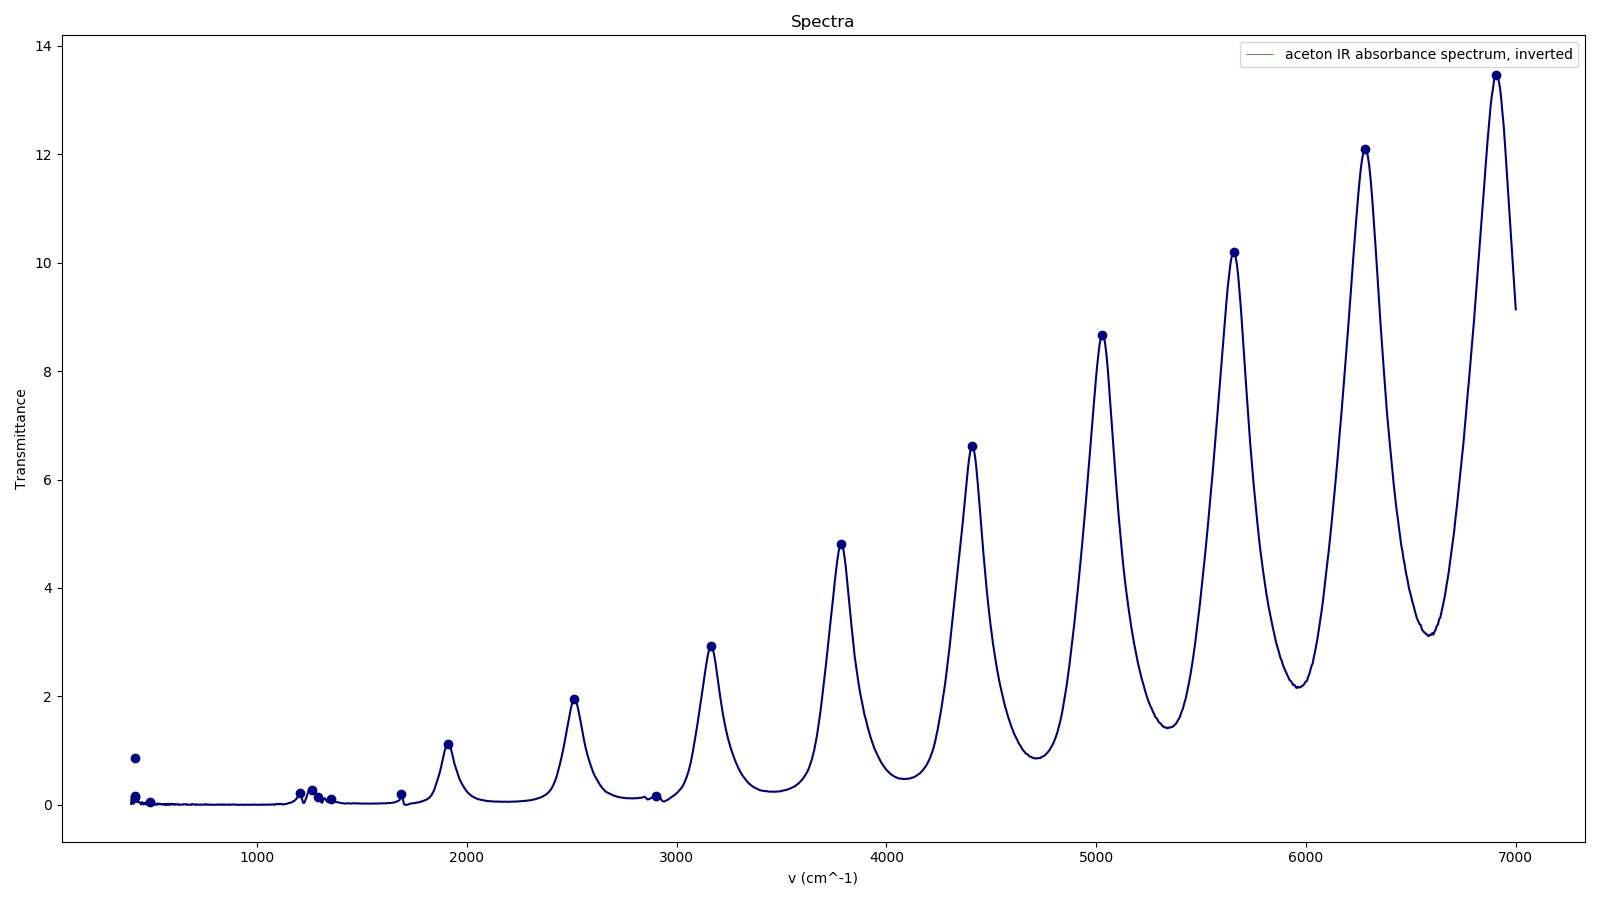 Spectra
aceton IR absorbance spectrum, inverted
14
12
10
8
6
4
2
0
Transmittance
1000 2000 3000 4000 5000 6000 7000
v (cm^-1)